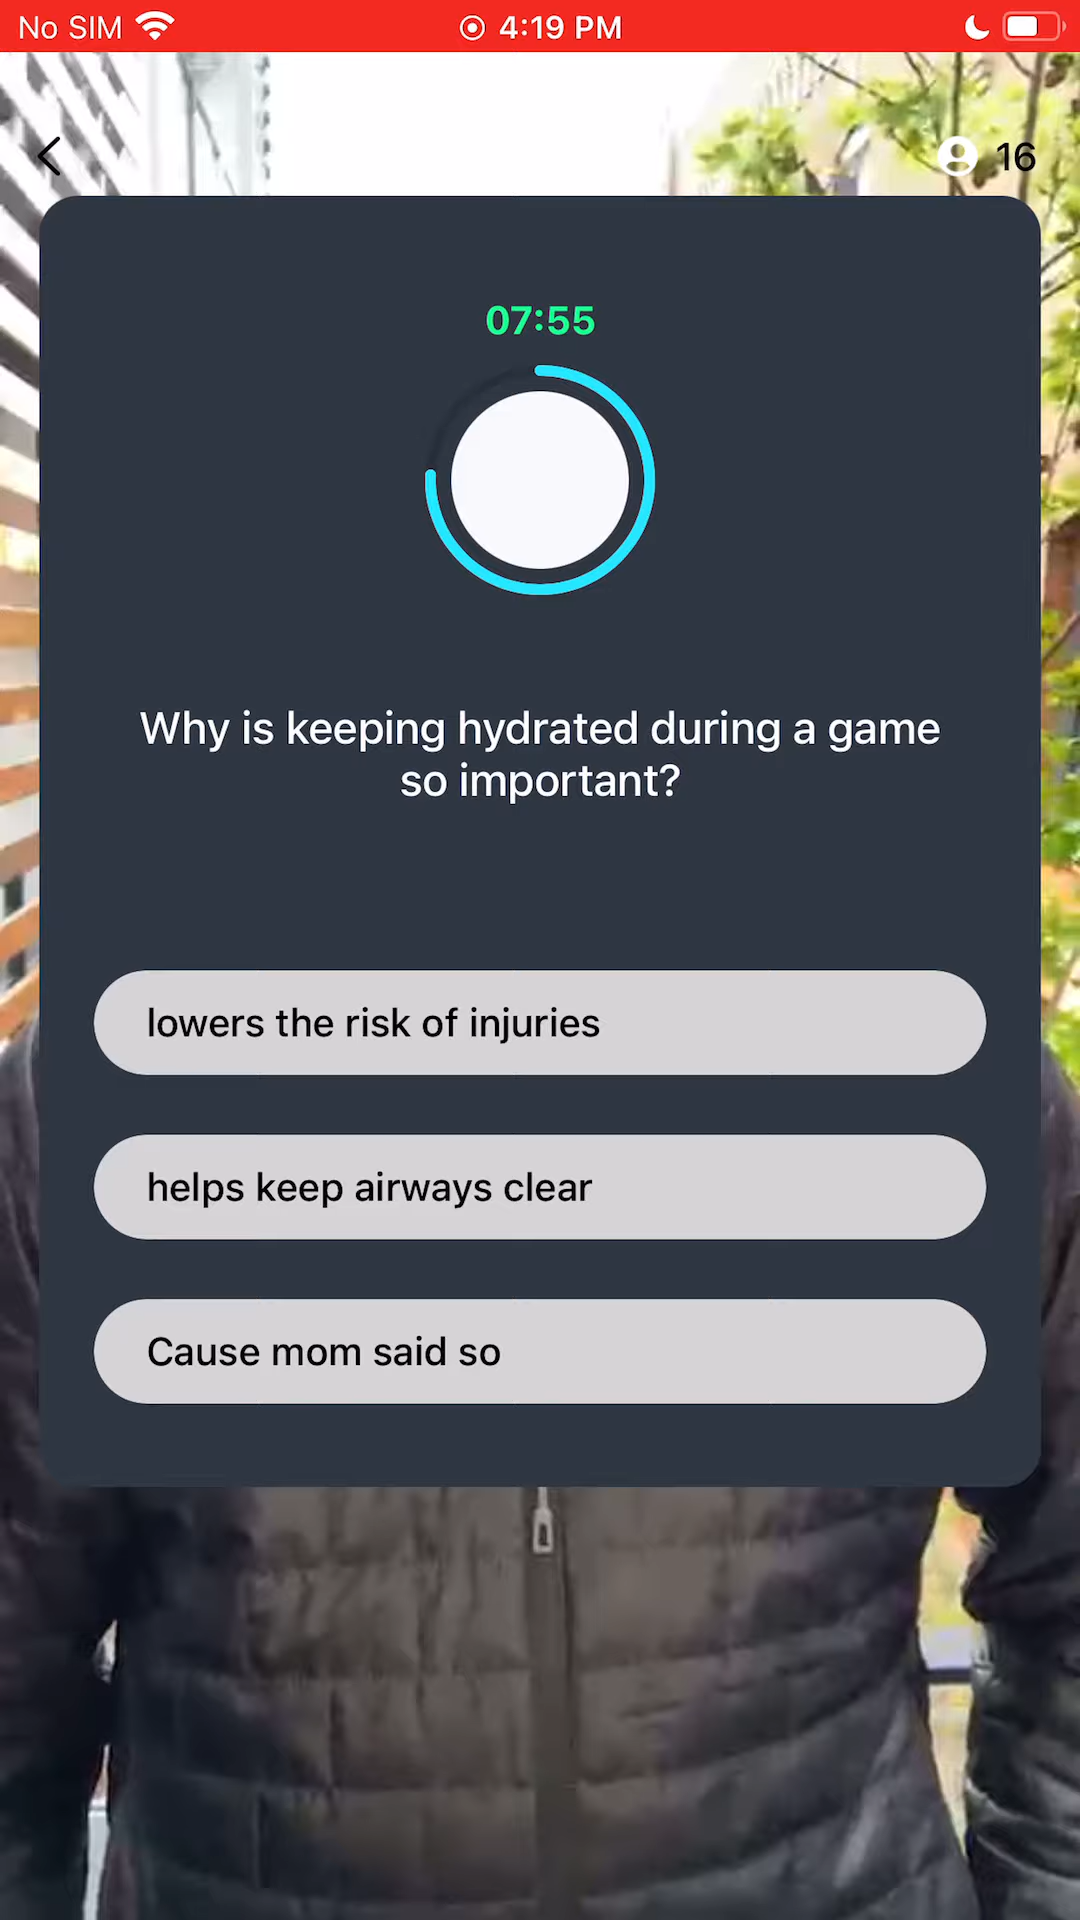 No SIM 4:19 PM
16
07:55
Why is keeping hydrated during a game
so important?
lowers the risk of injuries
helps keep airways clear
Cause mom said so